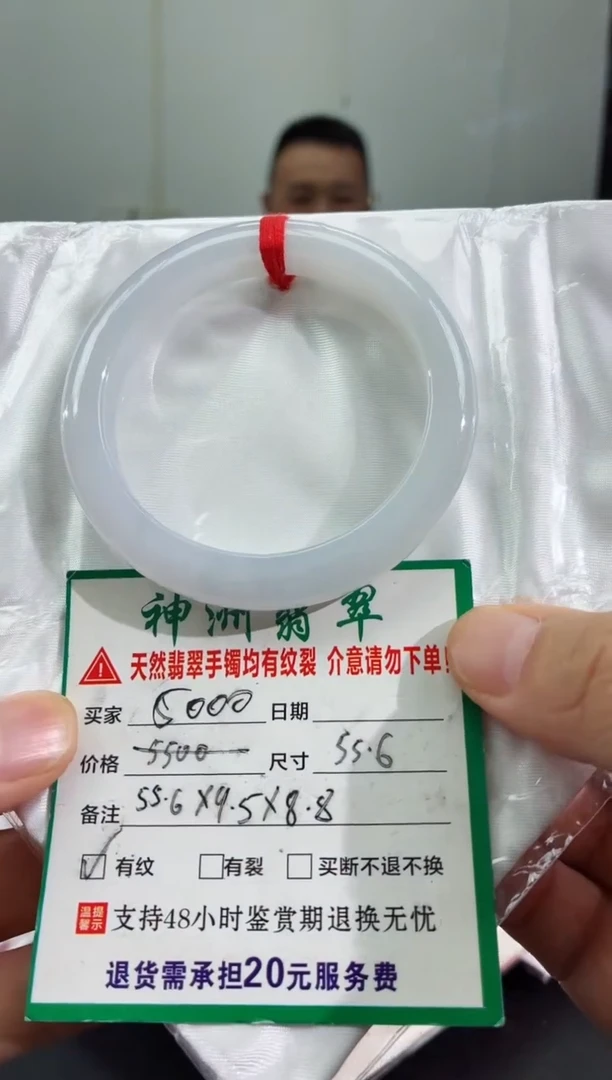 神洲翡翠
天然翡翠手镯均有纹裂 介意请勿下单!
买家 5000 日期
价格 5500 尺寸 55.6
备注 55.6X9.5X8.8
有纹 有裂 买断不退不换
温馨提示 支持48小时鉴赏期退换无忧
退货需承担20元服务费